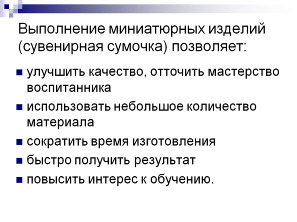 Выполнение миниатюрных изделий
(сувенирная сумочка) позволяет:
улучшить качество, отточить мастерство
воспитанника
использовать небольшое количество
материала
сократить время изготовления
быстро получить результат
повысить интерес к обучению.